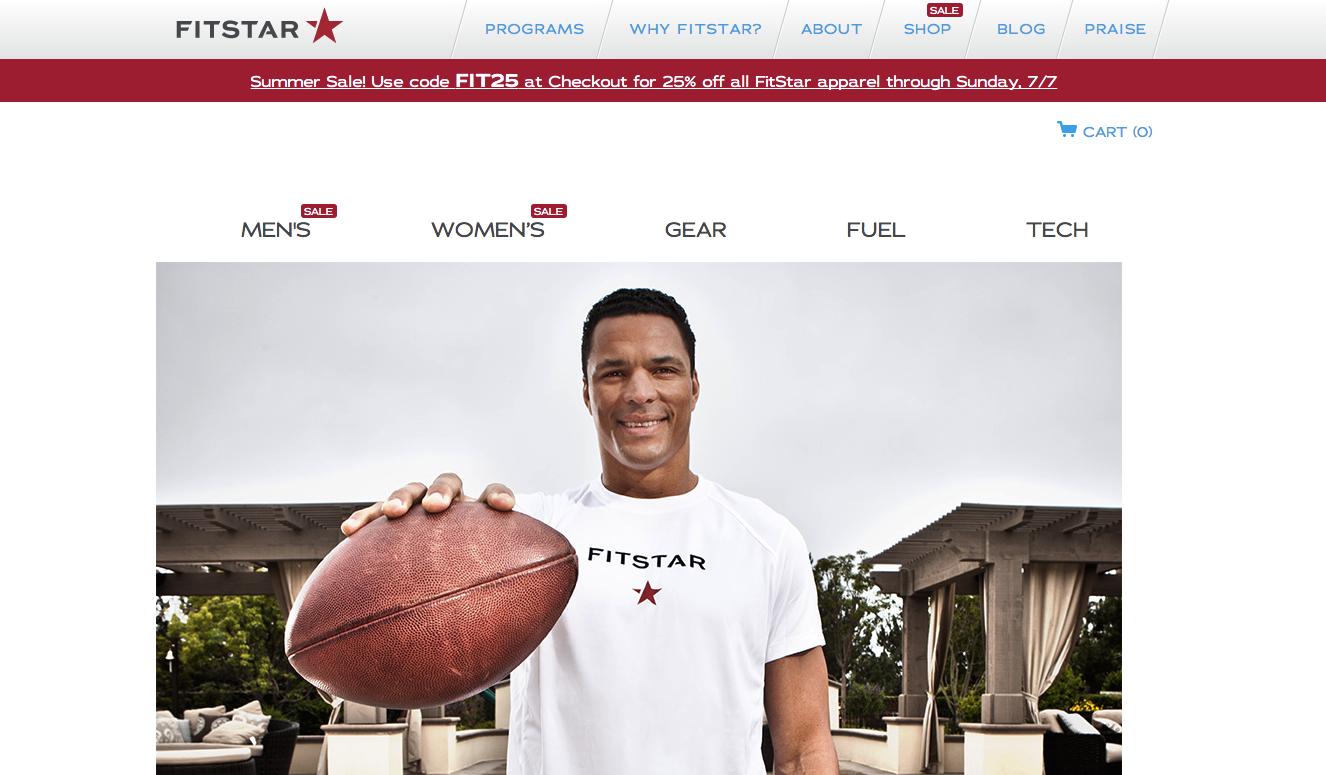 FITSTAR
PROGRAMS
WHY FITSTAR?
ABOUT
SALE
SHOP
BLOG
PRAISE
Summer Sale! Use code FIT25 at Checkout for 25% off all FitStar apparel through Sunday, 7/7
CART (0)
SALE
MEN'S
SALE
WOMEN’S
GEAR
FUEL
TECH
FITSTAR